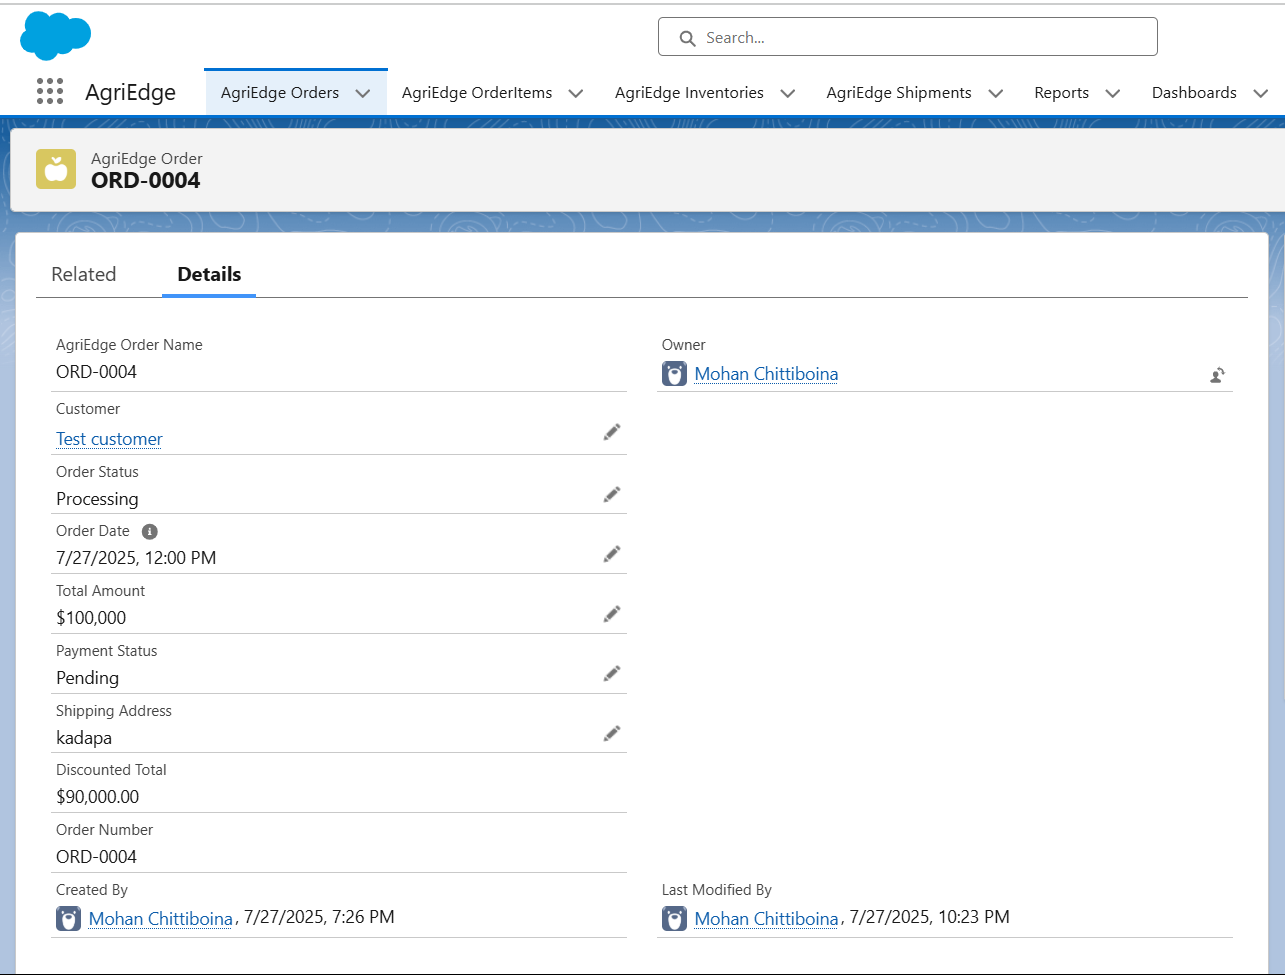 Search...
AgriEdge
AgriEdge Orders
AgriEdge OrderItems
AgriEdge Inventories
AgriEdge Shipments
Reports
Dashboards
AgriEdge Order
ORD-0004
Related
Details
AgriEdge Order Name
ORD-0004
Owner
Mohan Chittiboina
Customer
Test customer
Order Status
Processing
Order Date
7/27/2025, 12:00 PM
Total Amount
$100,000
Payment Status
Pending
Shipping Address
kadapa
Discounted Total
$90,000.00
Order Number
ORD-0004
Created By
Mohan Chittiboina, 7/27/2025, 7:26 PM
Last Modified By
Mohan Chittiboina, 7/27/2025, 10:23 PM